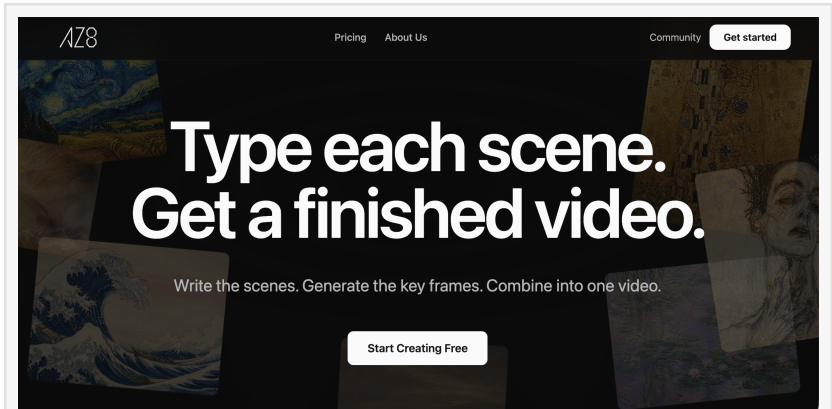 AZ8
Pricing
About Us
Community
Get started
Type each scene.
Get a finished video.
Write the scenes. Generate the key frames. Combine into one video.
Start Creating Free